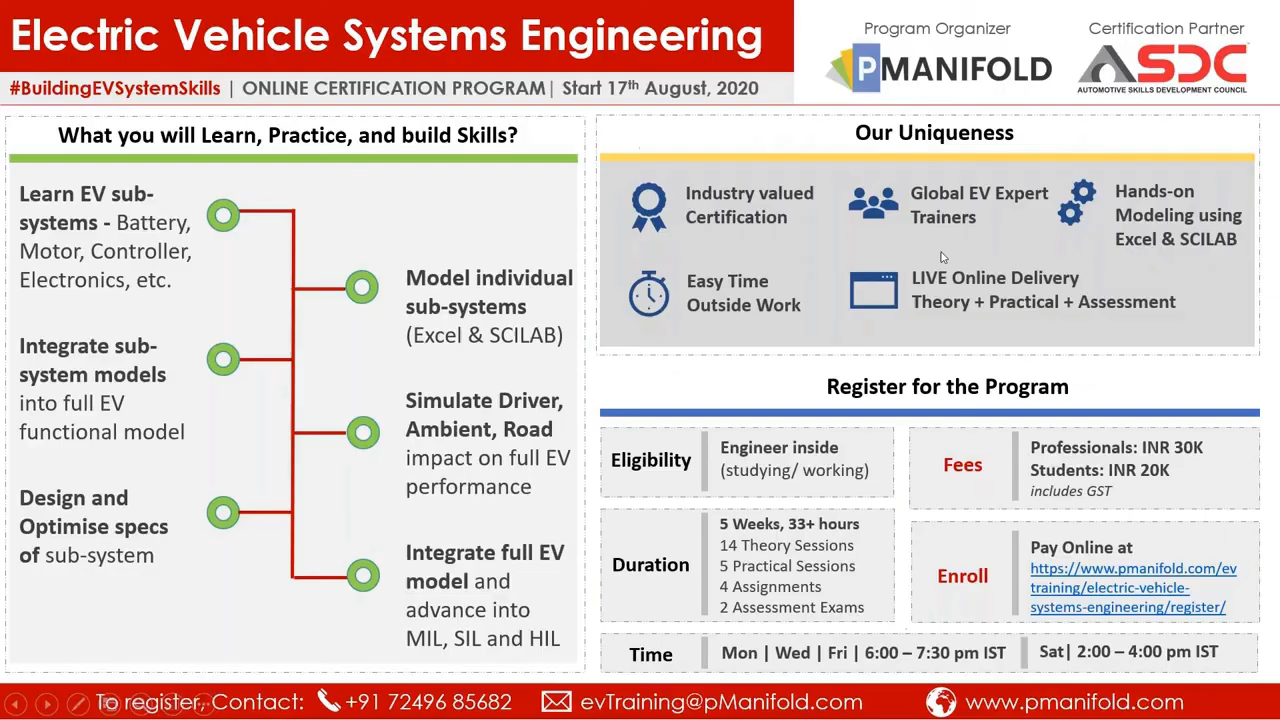 Electric Vehicle Systems Engineering
#BuildingEVSystemSkills | ONLINE CERTIFICATION PROGRAM| Start 17th August, 2020
Program Organizer
PMANIFOLD
Certification Partner
ASDC
AUTOMOTIVE SKILLS DEVELOPMENT COUNCIL
What you will Learn, Practice, and build Skills?
Learn EV sub-
systems - Battery,
Motor, Controller,
Electronics, etc.
Model individual
sub-systems
(Excel & SCILAB)
Integrate sub-
system models
into full EV
functional model
Simulate Driver,
Ambient, Road
impact on full EV
performance
Design and
Optimise specs
of sub-system
Integrate full EV
model and
advance into
MIL, SIL and HIL
Our Uniqueness
Industry valued
Certification
Global EV Expert
Trainers
Hands-on
Modeling using
Excel & SCILAB
Easy Time
Outside Work
LIVE Online Delivery
Theory + Practical + Assessment
Register for the Program
Eligibility
Engineer inside
(studying/ working)
Fees
Professionals: INR 30K
Students: INR 20K
includes GST
Duration
5 Weeks, 33+ hours
14 Theory Sessions
5 Practical Sessions
4 Assignments
2 Assessment Exams
Enroll
Pay Online at
https://www.pmanifold.com/ev
training/electric-vehicle-
systems-engineering/register/
Time
Mon | Wed | Fri | 6:00 – 7:30 pm IST
Sat| 2:00 – 4:00 pm IST
To register, Contact:
+91 72496 85682
evTraining@pManifold.com
www.pmanifold.com